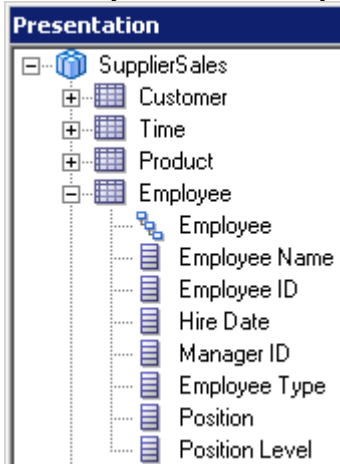 Presentation
SupplierSales
Customer
Time
Product
Employee
Employee
Employee Name
Employee ID
Hire Date
Manager ID
Employee Type
Position
Position Level